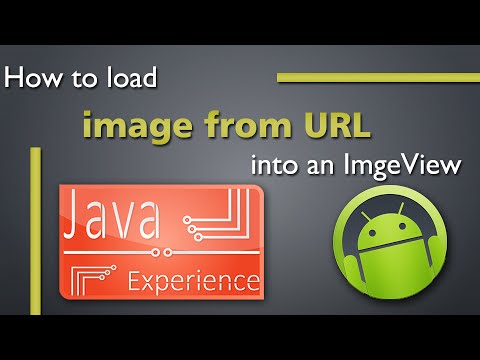 How to load
image from URL
into an ImgeView
Java
Experience